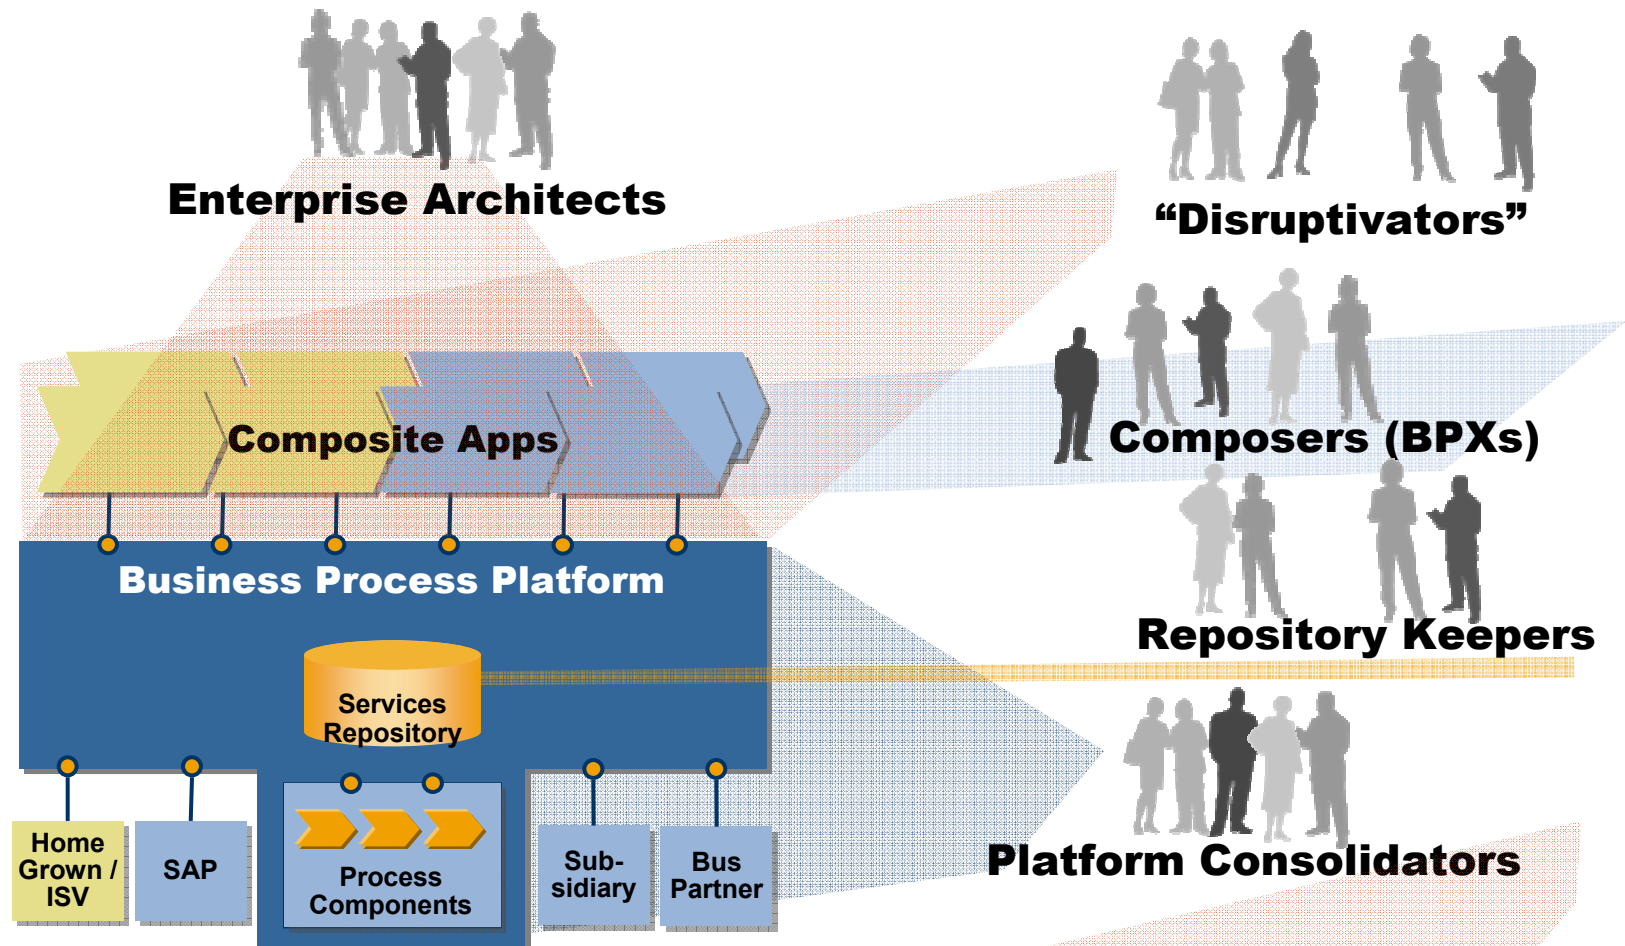 Enterprise Architects
“Disruptivators”
Composite Apps
Composers (BPXs)
Business Process Platform
Repository Keepers
Services
Repository
Platform Consolidators
Home
Grown /
ISV
SAP
Process
Components
Sub-
sidiary
Bus
Partner